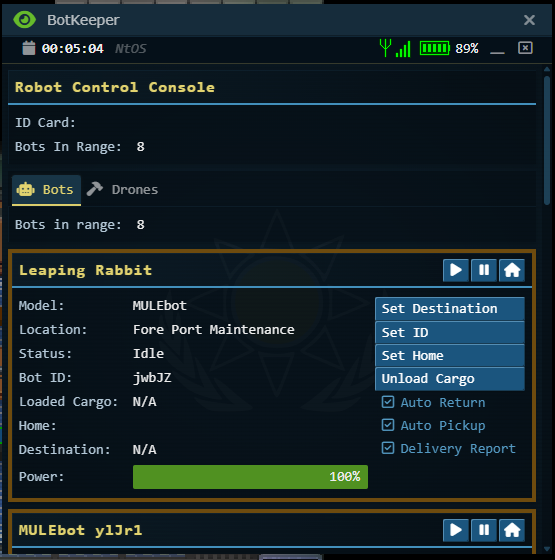 BotKeeper
00:05:04 NtOS 89%
Robot Control Console
ID Card:
Bots In Range: 8
Bots Drones
Bots in range: 8
Leaping Rabbit
Model: MULEbot Set Destination
Location: Fore Port Maintenance Set ID
Status: Idle Set Home
Bot ID: jwbJZ Unload Cargo
Loaded Cargo: N/A Auto Return
Home: Auto Pickup
Destination: N/A Delivery Report
Power: 100%
MULEbot ylJr1